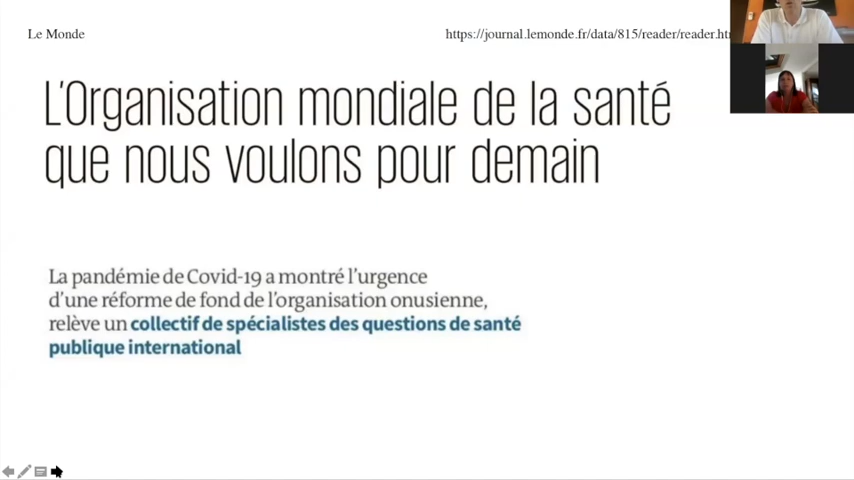 Le Monde
https://journal.lemonde.fr/data/815/reader/reader.ht
L'Organisation mondiale de la santé
que nous voulons pour demain
La pandémie de Covid-19 a montré l'urgence
d'une réforme de fond de l'organisation onusienne,
relève un collectif de spécialistes des questions de santé
publique international